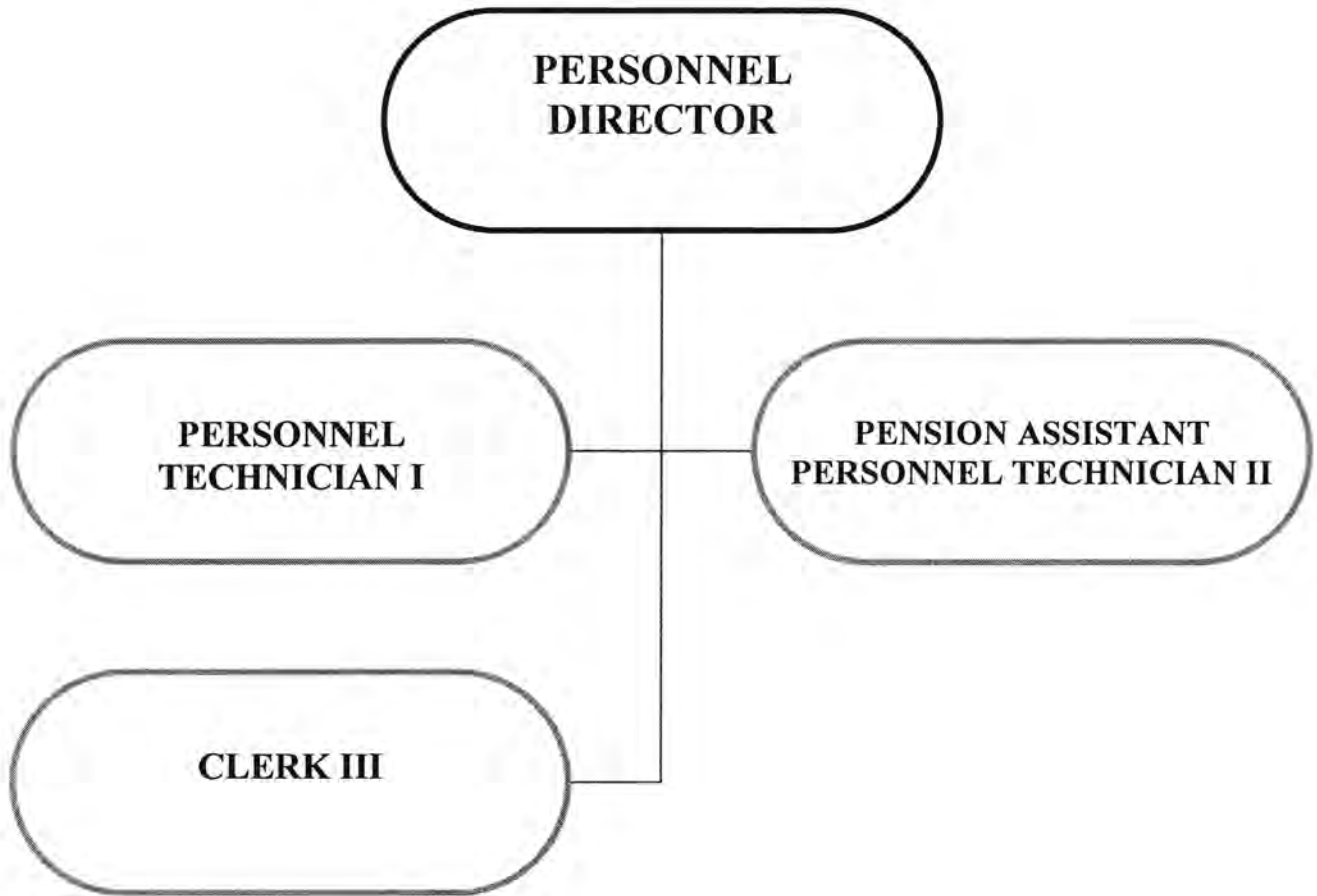 PERSONNEL
DIRECTOR
PERSONNEL
TECHNICIAN I
PENSION ASSISTANT
PERSONNEL TECHNICIAN II
CLERK III